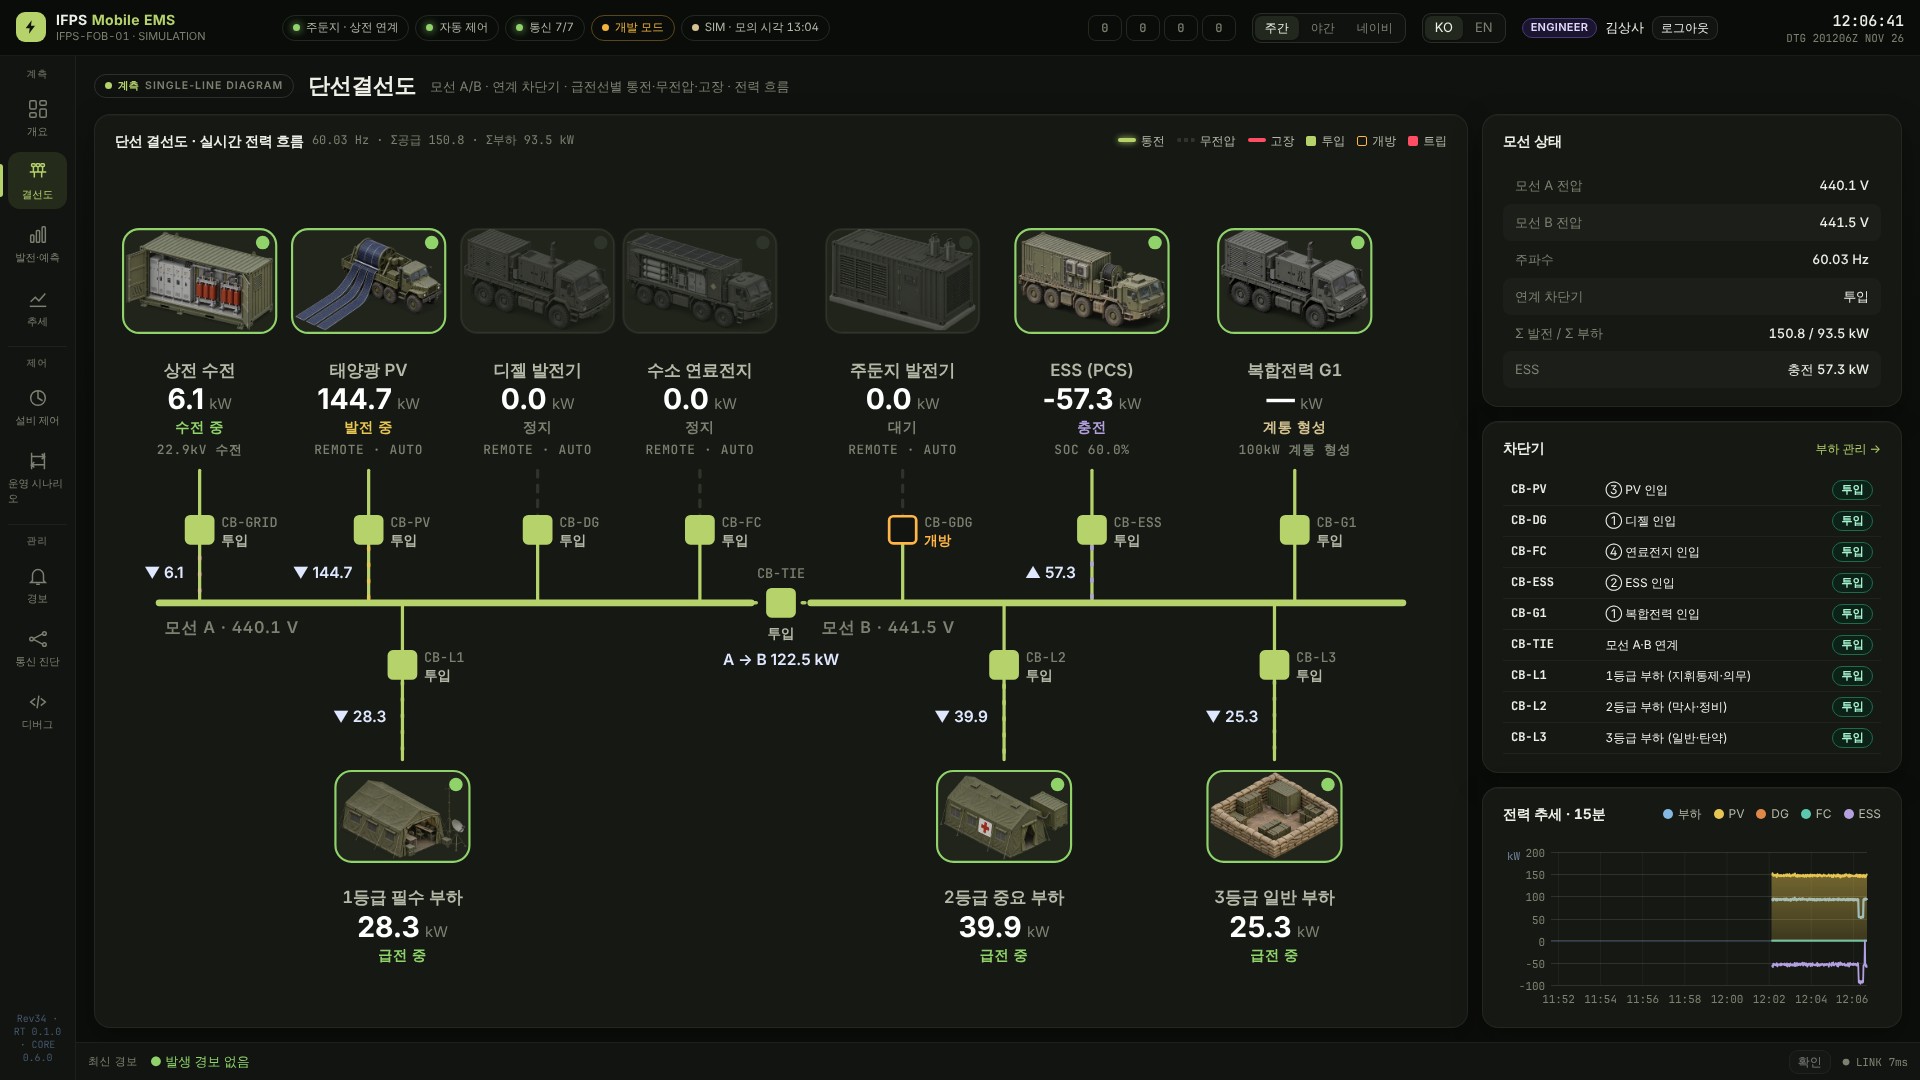 IFPS Mobile EMS
IFPS-FOB-01 · SIMULATION
주둔지 · 상전 연계
자동 제어
통신 7/7
개발 모드
SIM · 모의 시각 13:04
0 0 0 0
주간 야간 네이비
KO EN
ENGINEER 김상사 로그아웃
12:06:41
DTG 201206Z NOV 26
계측
개요
결선도
발전·예측
추세
제어
설비 제어
운영 시나리
오
관리
경보
통신 진단
디버그
Rev34 ·
RT 0.1.0
· CORE
0.6.0
계측 SINGLE-LINE DIAGRAM
단선결선도
모선 A/B · 연계 차단기 · 급전선별 통전·무전압·고장 · 전력 흐름
단선 결선도 · 실시간 전력 흐름 60.03 Hz · Σ공급 150.8 · Σ부하 93.5 kW
통전 무전압 고장 투입 개방 트립
상전 수전
6.1 kW
수전 중
22.9kV 수전
태양광 PV
144.7 kW
발전 중
REMOTE · AUTO
디젤 발전기
0.0 kW
정지
REMOTE · AUTO
수소 연료전지
0.0 kW
정지
REMOTE · AUTO
주둔지 발전기
0.0 kW
대기
REMOTE · AUTO
ESS (PCS)
-57.3 kW
충전
SOC 60.0%
복합전력 G1
— kW
계통 형성
100kW 계통 형성
CB-GRID
투입
CB-PV
투입
CB-DG
투입
CB-FC
투입
CB-GDG
개방
CB-ESS
투입
CB-G1
투입
▼ 6.1
▼ 144.7
▲ 57.3
CB-TIE
투입
A → B 122.5 kW
모선 A · 440.1 V
모선 B · 441.5 V
CB-L1
투입
CB-L2
투입
CB-L3
투입
▼ 28.3
▼ 39.9
▼ 25.3
1등급 필수 부하
28.3 kW
급전 중
2등급 중요 부하
39.9 kW
급전 중
3등급 일반 부하
25.3 kW
급전 중
모선 상태
모선 A 전압 440.1 V
모선 B 전압 441.5 V
주파수 60.03 Hz
연계 차단기 투입
Σ 발전 / Σ 부하 150.8 / 93.5 kW
ESS 충전 57.3 kW
차단기 부하 관리 →
CB-PV ③ PV 인입 투입
CB-DG ① 디젤 인입 투입
CB-FC ④ 연료전지 인입 투입
CB-ESS ② ESS 인입 투입
CB-G1 ① 복합전력 인입 투입
CB-TIE 모선 A·B 연계 투입
CB-L1 1등급 부하 (지휘통제·의무) 투입
CB-L2 2등급 부하 (막사·정비) 투입
CB-L3 3등급 부하 (일반·탄약) 투입
전력 추세 · 15분
부하 PV DG FC ESS
kW 200
150
100
50
0
-50
-100
11:52 11:54 11:56 11:58 12:00 12:02 12:04 12:06
최신 경보 발생 경보 없음
확인 LINK 7ms